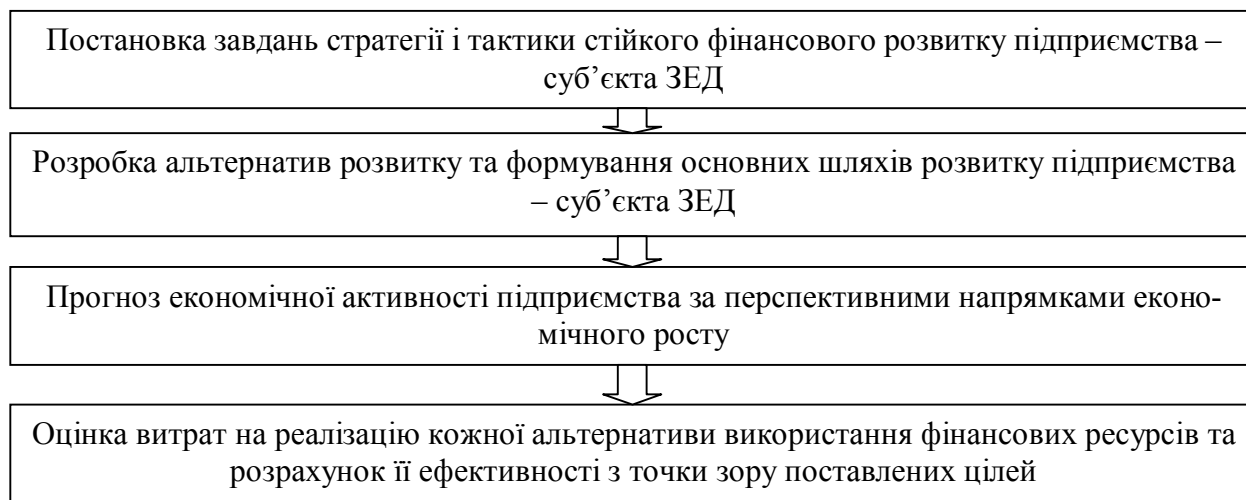 Постановка завдань стратегії і тактики стійкого фінансового розвитку підприємства –
суб’єкта ЗЕД
Розробка альтернатив розвитку та формування основних шляхів розвитку підприємства
– суб’єкта ЗЕД
Прогноз економічної активності підприємства за перспективними напрямками еконо-
мічного росту
Оцінка витрат на реалізацію кожної альтернативи використання фінансових ресурсів та
розрахунок її ефективності з точки зору поставлених цілей